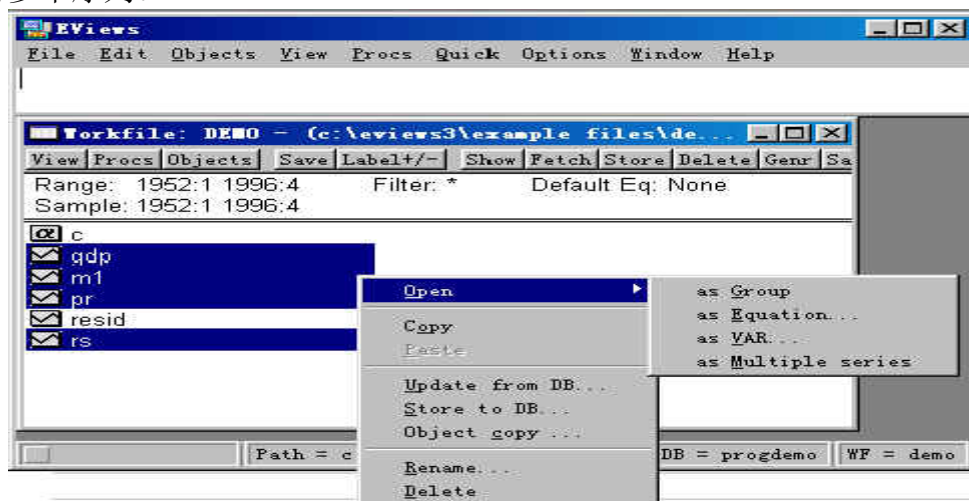 EViews
File Edit Objects View Procs Quick Options Window Help
Workfile: DEMO - (c:\eviews3\example files\de...
View Procs Objects Save Label+/- Show Fetch Store Delete Genr Sa
Range: 1952:1 1996:4 Filter: * Default Eq: None
Sample: 1952:1 1996:4
c
gdp
m1
pr
resid
rs
Open
Copy
Paste
Update from DB...
Store to DB...
Object copy ...
Rename...
Delete
as Group
as Equation...
as VAR...
as Multiple series
Path = c DB = progdemo WF = demo